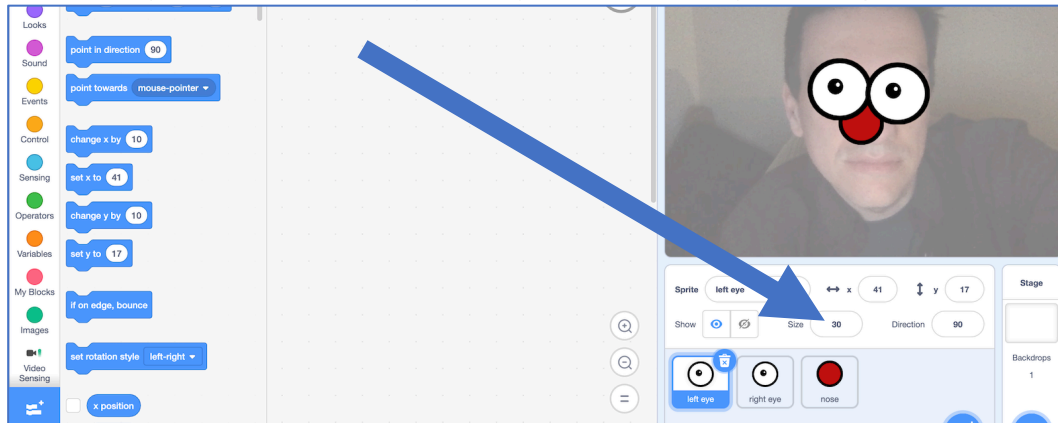 Looks
Sound
Events
Control
Sensing
Operators
Variables
My Blocks
Images
Video
Sensing
point in direction 90
point towards mouse-pointer
change x by 10
set x to 41
change y by 10
set y to 17
if on edge, bounce
set rotation style left-right
x position
Sprite left eye x 41 y 17
Show Size 30 Direction 90
left eye right eye nose
Stage
Backdrops
1